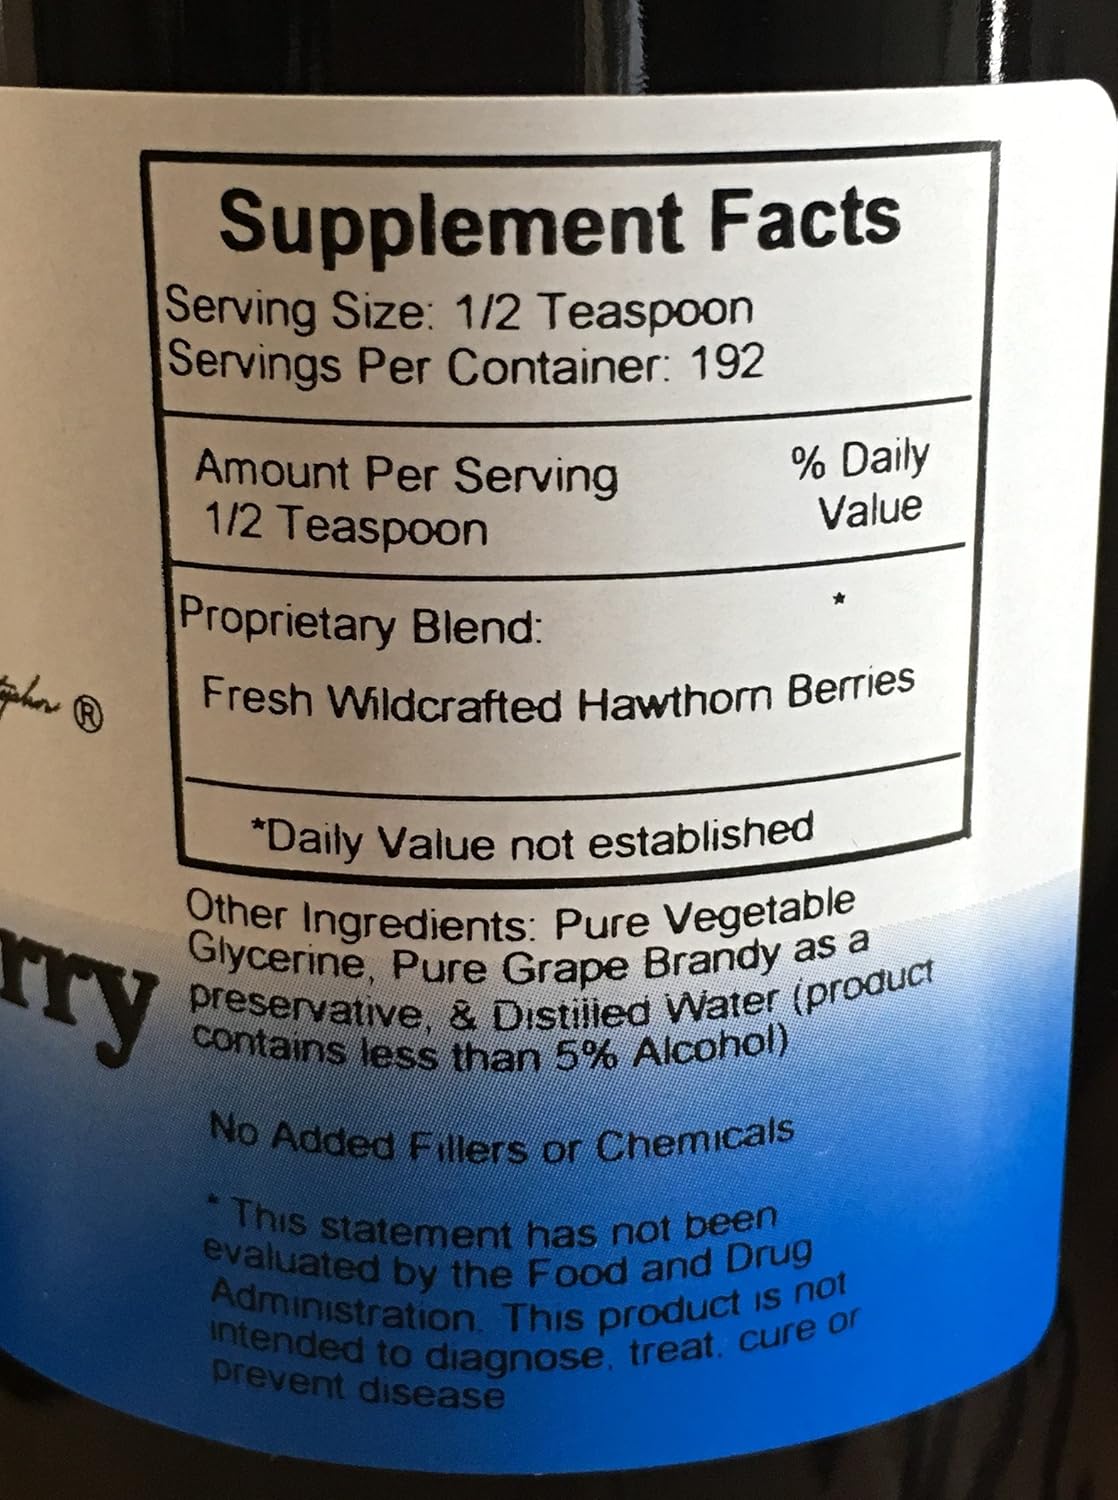 Supplement Facts
Serving Size: 1/2 Teaspoon
Servings Per Container: 192
Amount Per Serving % Daily
1/2 Teaspoon Value
Proprietary Blend: *
Fresh Wildcrafted Hawthorn Berries
®
*Daily Value not established
Other Ingredients: Pure Vegetable
Glycerine, Pure Grape Brandy as a
preservative, & Distilled Water (product
contains less than 5% Alcohol)
rry
No Added Fillers or Chemicals
* This statement has not been
evaluated by the Food and Drug
Administration. This product is not
intended to diagnose, treat, cure or
prevent disease